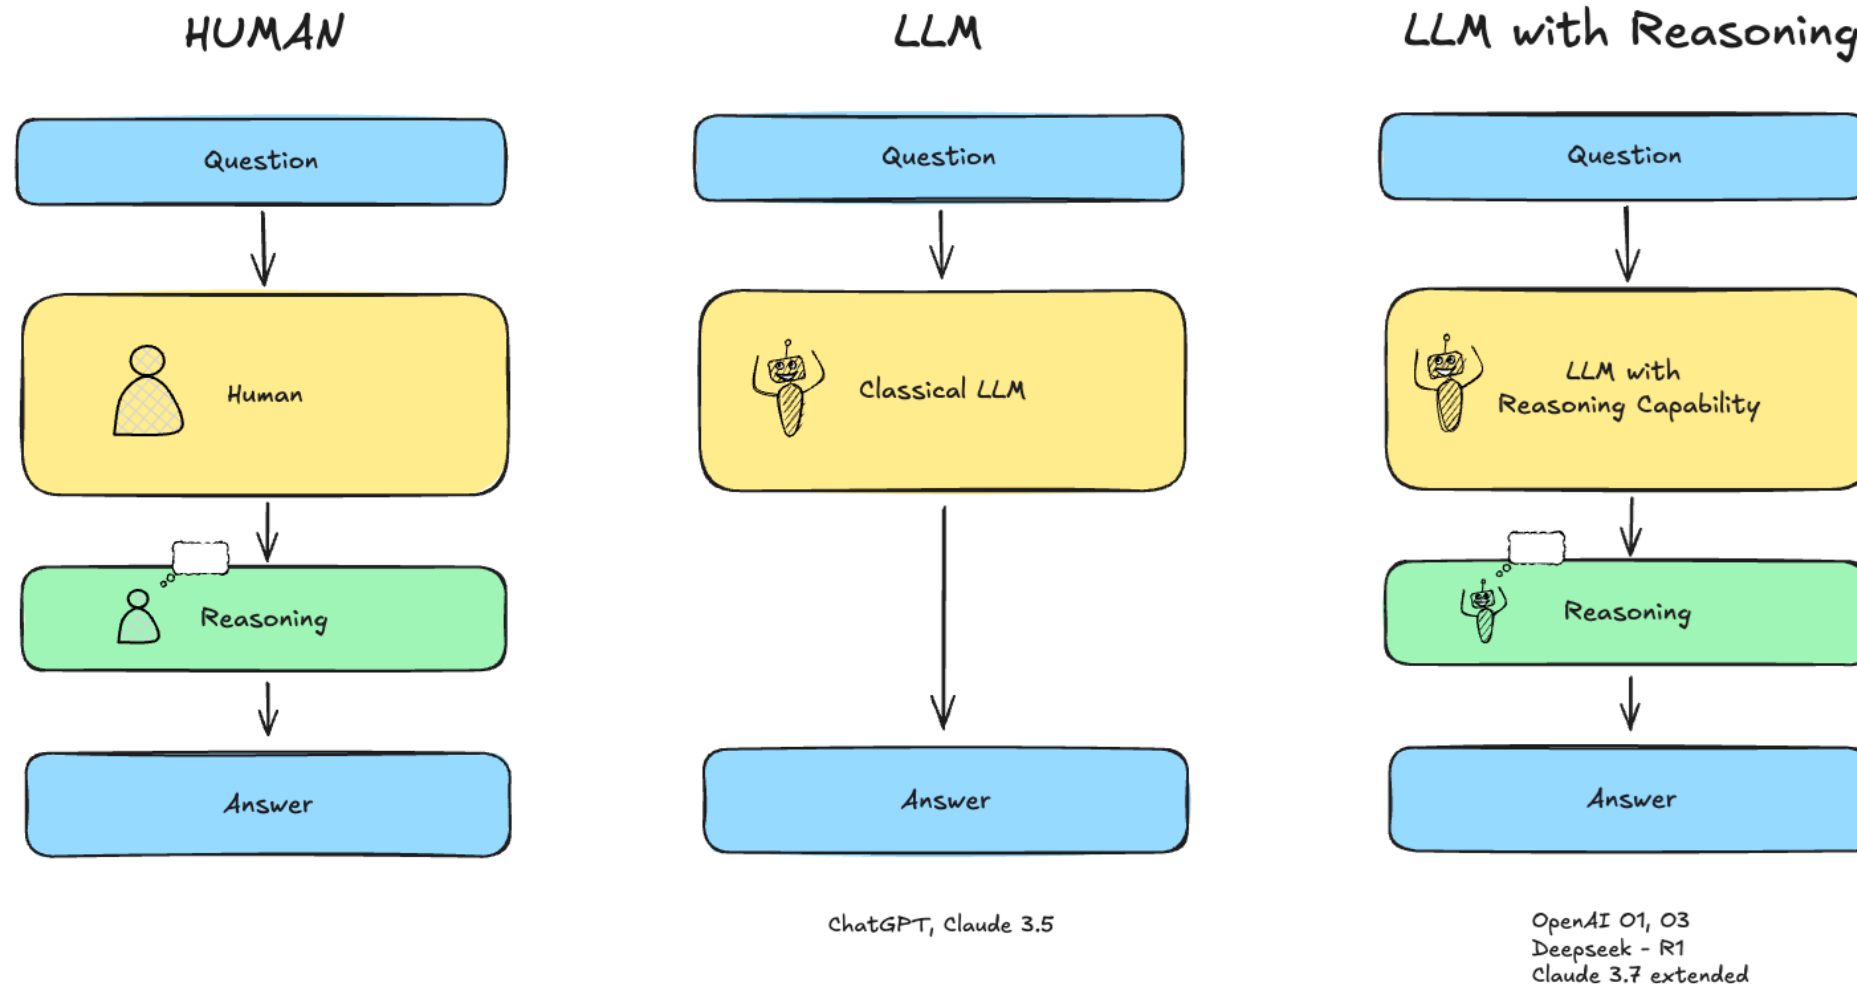 HUMAN
Question
Human
Reasoning
Answer
LLM
Question
Classical LLM
Answer
ChatGPT, Claude 3.5
LLM with Reasoning
Question
LLM with
Reasoning Capability
Reasoning
Answer
OpenAI O1, O3
Deepseek - R1
Claude 3.7 extended